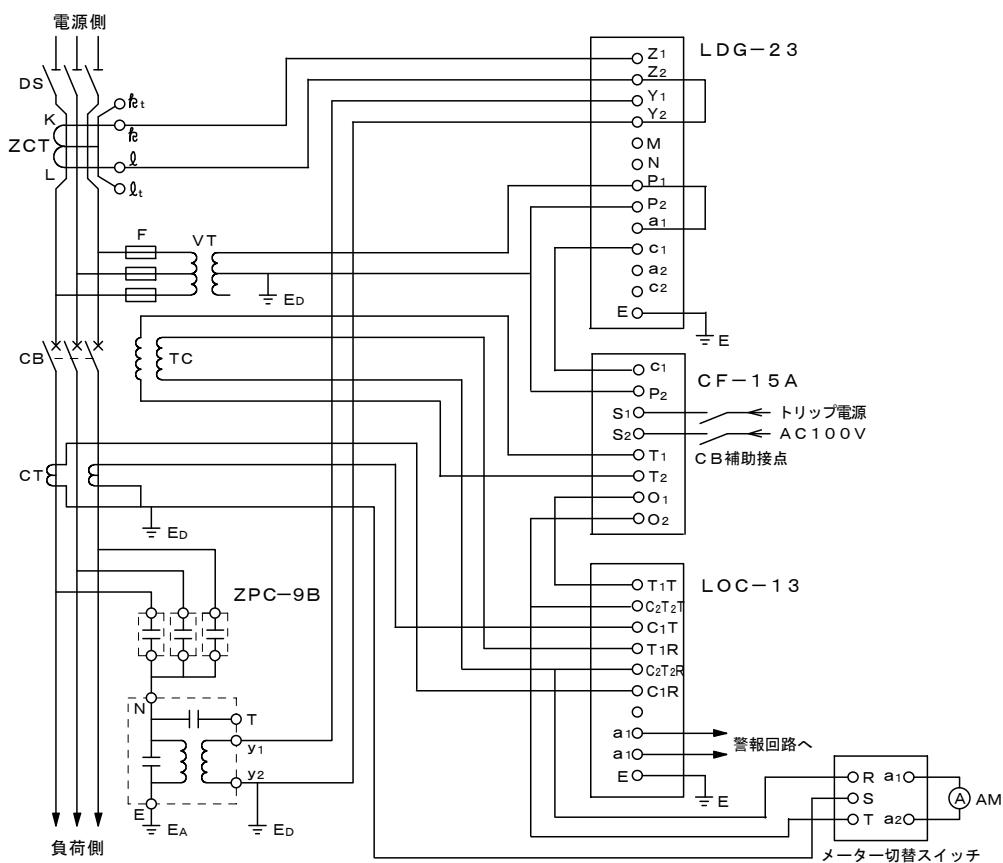 電源側
DS
K
ZCT
L
kt
k
ℓ
ℓt
F
VT
ED
CB
TC
CT
ED
ZPC-9B
N
T
y1
y2
E
EA
ED
負荷側
LDG-23
Z1
Z2
Y1
Y2
M
N
P1
P2
a1
c1
a2
c2
E
E
CF-15A
c1
P2
S1
S2
T1
T2
O1
O2
トリップ電源
AC100V
CB補助接点
LOC-13
T1T
C2T2T
C1T
T1R
C2T2R
C1R
a1
a1
E
E
警報回路へ
R
S
T
a1
a2
A
AM
メーター切替スイッチ